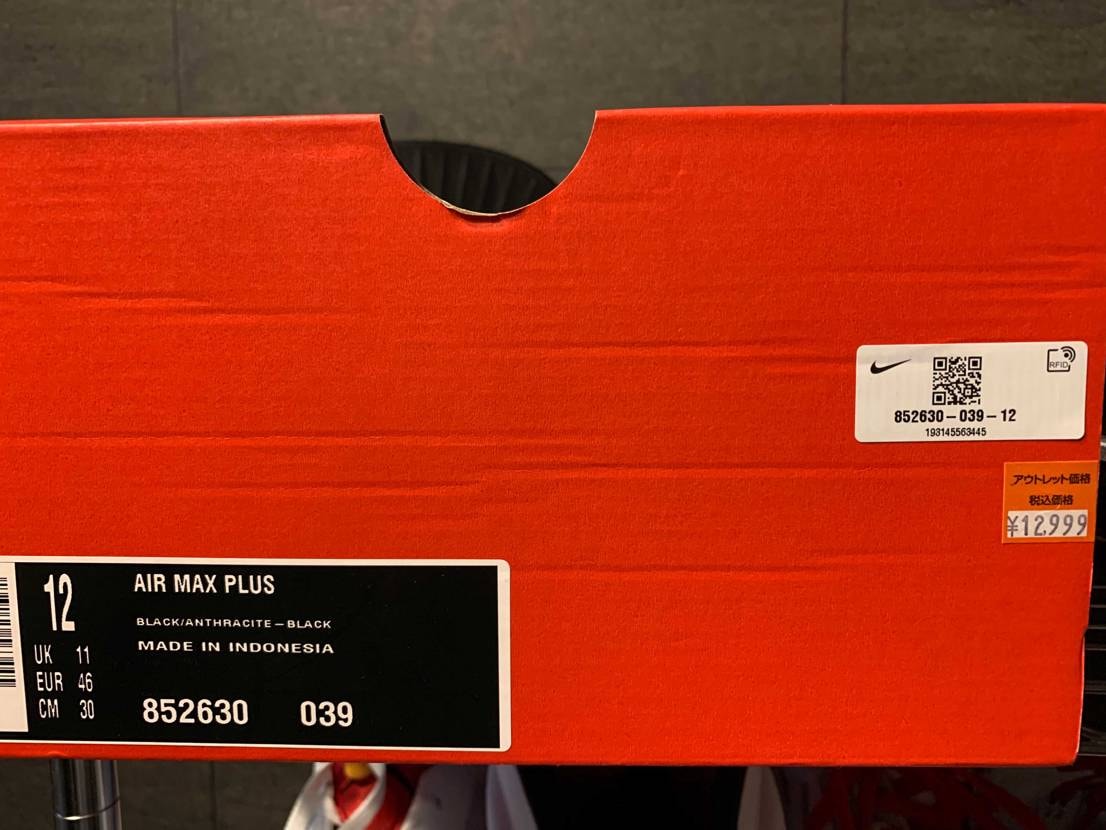 RFID
852630-039-12
193145563445
アウトレット価格
税込価格
¥12,999
12
UK 11
EUR 46
CM 30
AIR MAX PLUS
BLACK/ANTHRACITE-BLACK
MADE IN INDONESIA
852630 039